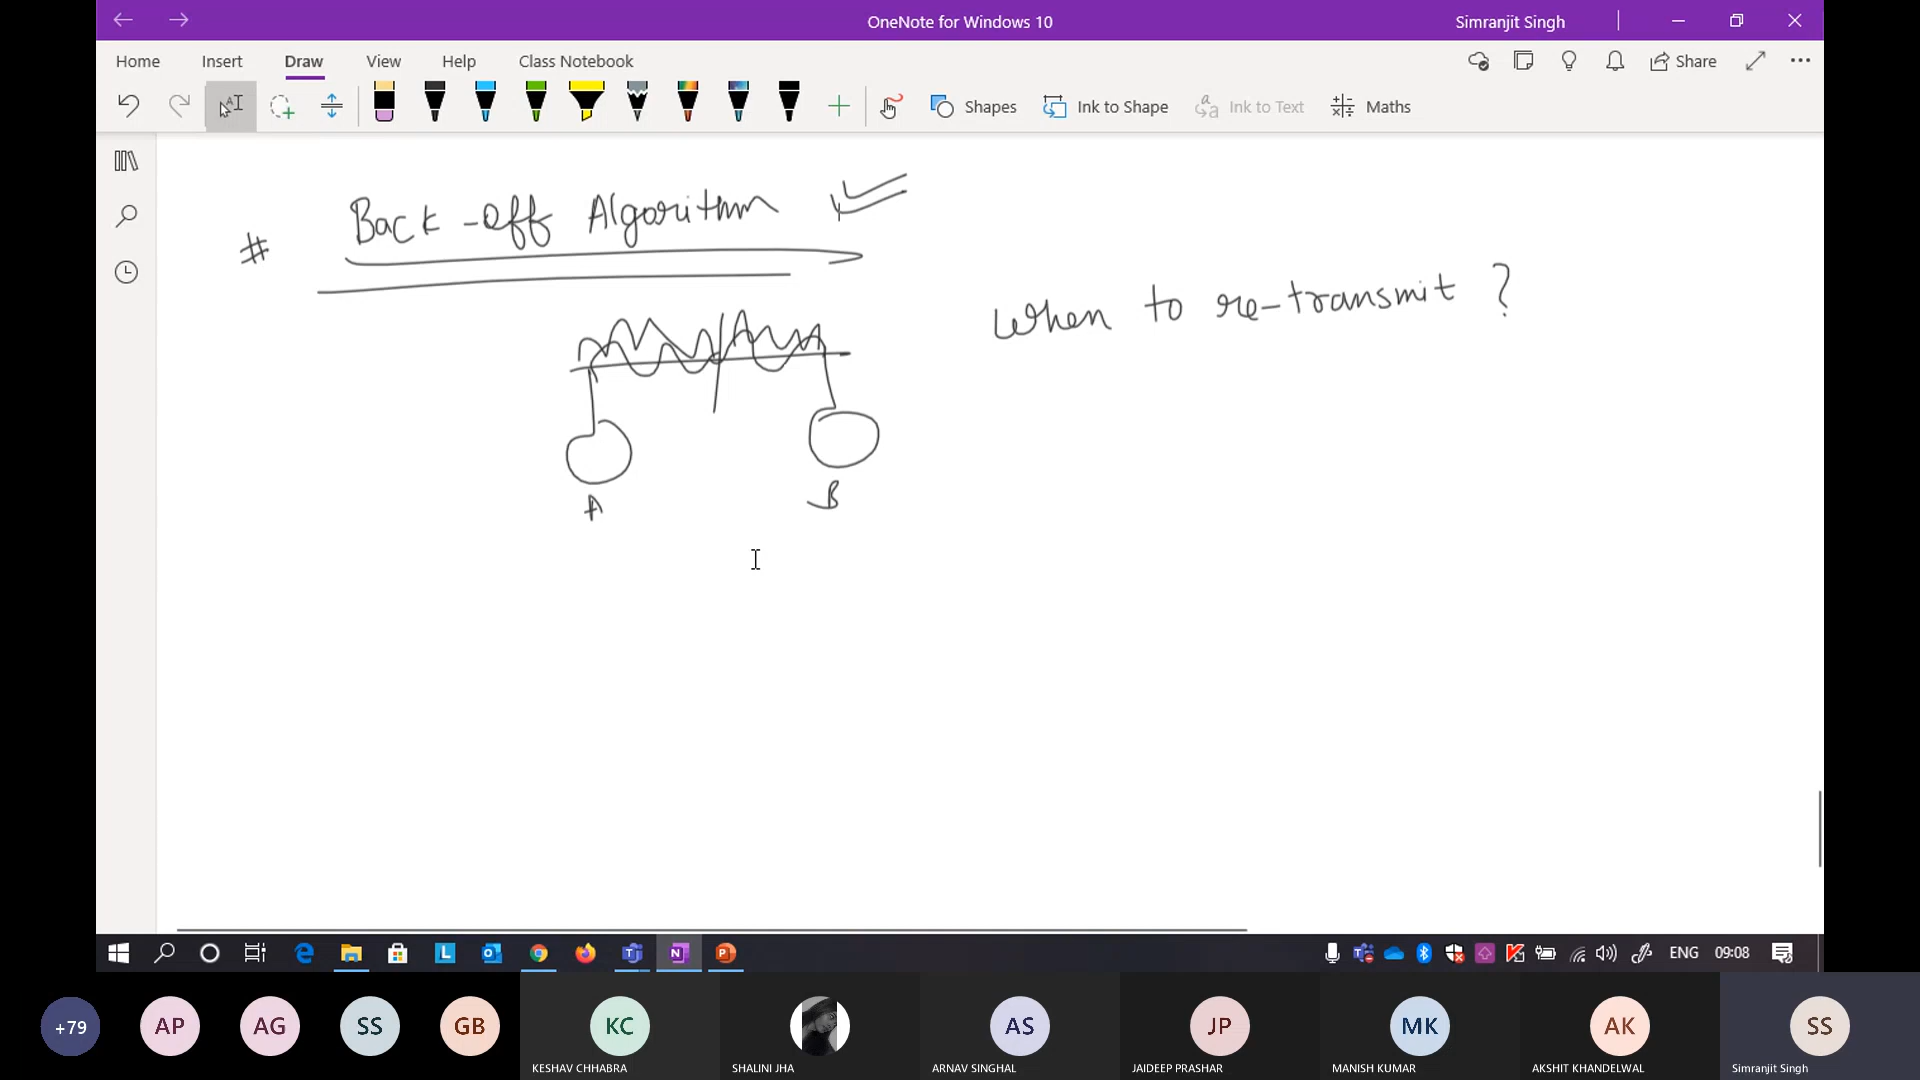 OneNote for Windows 10
Simranjit Singh
Home Insert Draw View Help Class Notebook
Share
Shapes Ink to Shape Ink to Text Maths
# Back-off Algorithm
When to re-transmit ?
A B
ENG 09:08
+79 AP AG SS GB KC AS JP MK AK SS
KESHAV CHHABRA SHALINI JHA ARNAV SINGHAL JAIDEEP PRASHAR MANISH KUMAR AKSHIT KHANDELWAL Simranjit Singh